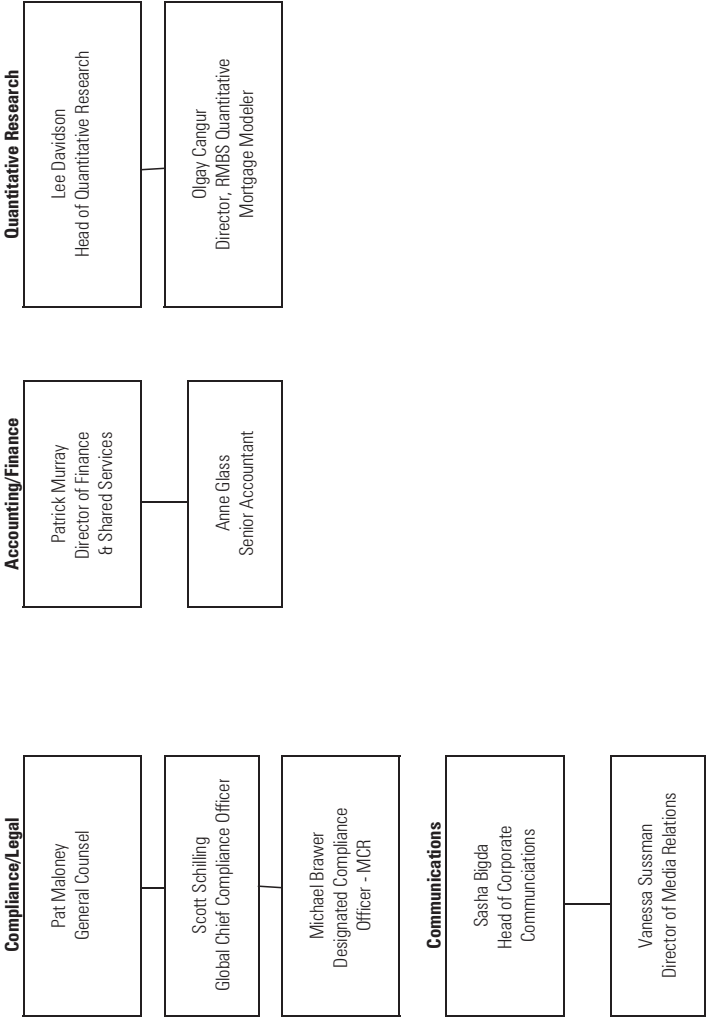 Compliance/Legal
Pat Maloney
General Counsel
Scott Schilling
Global Chief Compliance Officer
Michael Brawer
Designated Compliance
Officer - MCR
Communications
Sasha Bigda
Head of Corporate
Communciations
Vanessa Sussman
Director of Media Relations
Accounting/Finance
Patrick Murray
Director of Finance
& Shared Services
Anne Glass
Senior Accountant
Quantitative Research
Lee Davidson
Head of Quantitative Research
Olgay Cangur
Director, RMBS Quantitative
Mortgage Modeler